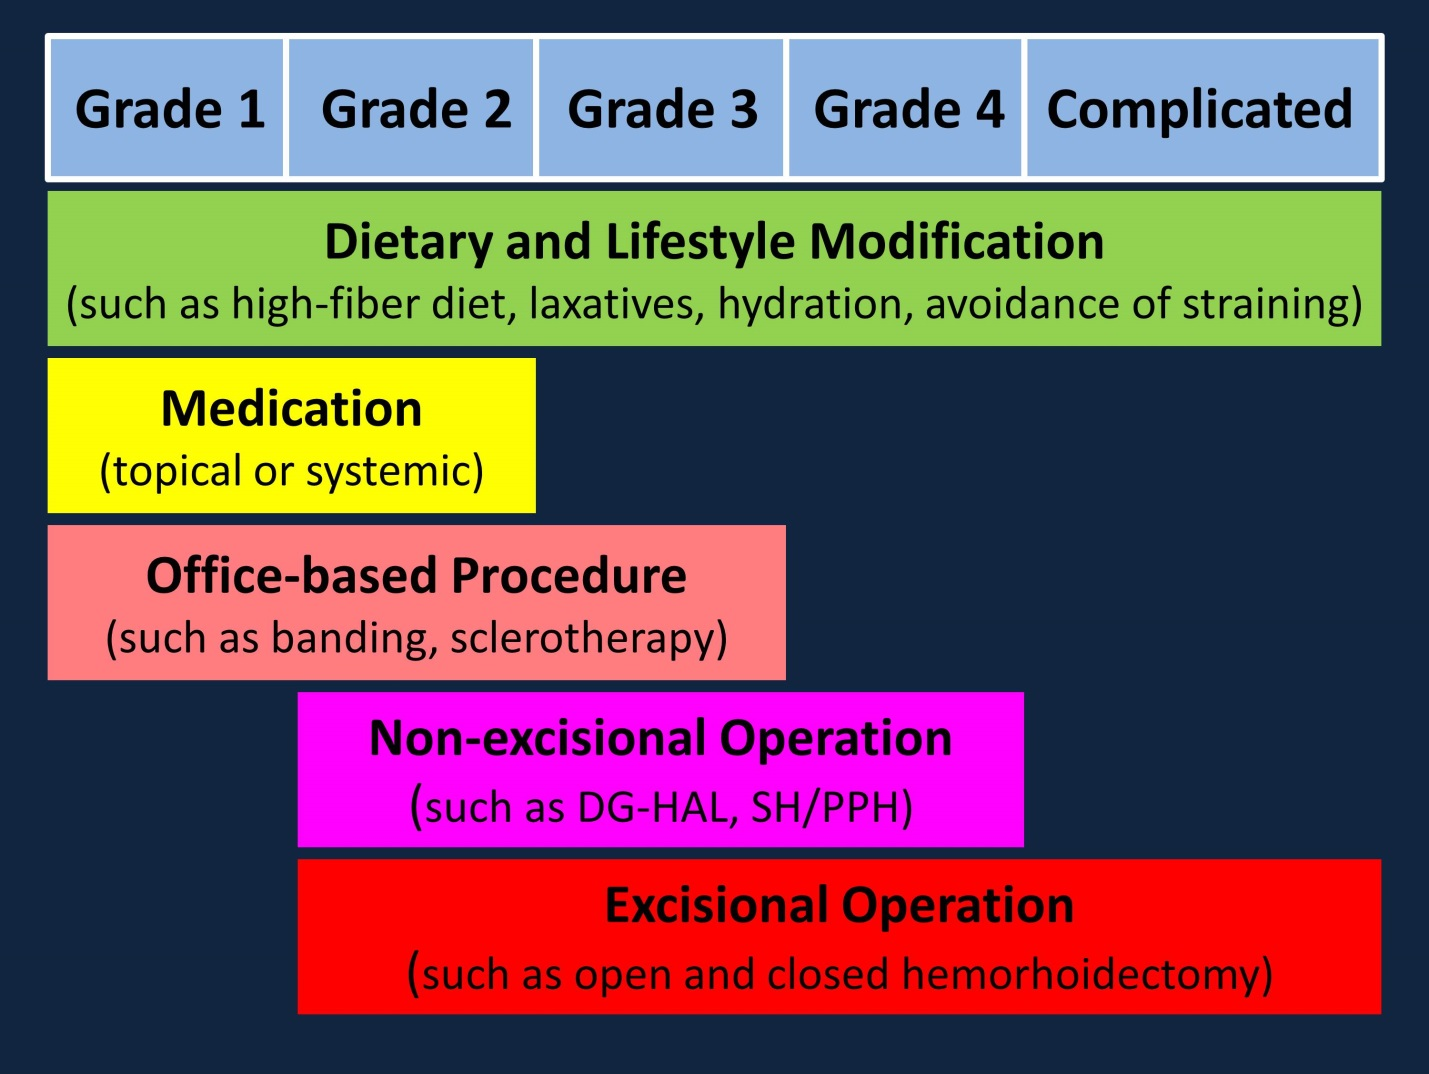 Grade 1 Grade 2 Grade 3 Grade 4 Complicated
Dietary and Lifestyle Modification
(such as high-fiber diet, laxatives, hydration, avoidance of straining)
Medication
(topical or systemic)
Office-based Procedure
(such as banding, sclerotherapy)
Non-excisional Operation
(such as DG-HAL, SH/PPH)
Excisional Operation
(such as open and closed hemorhoidectomy)